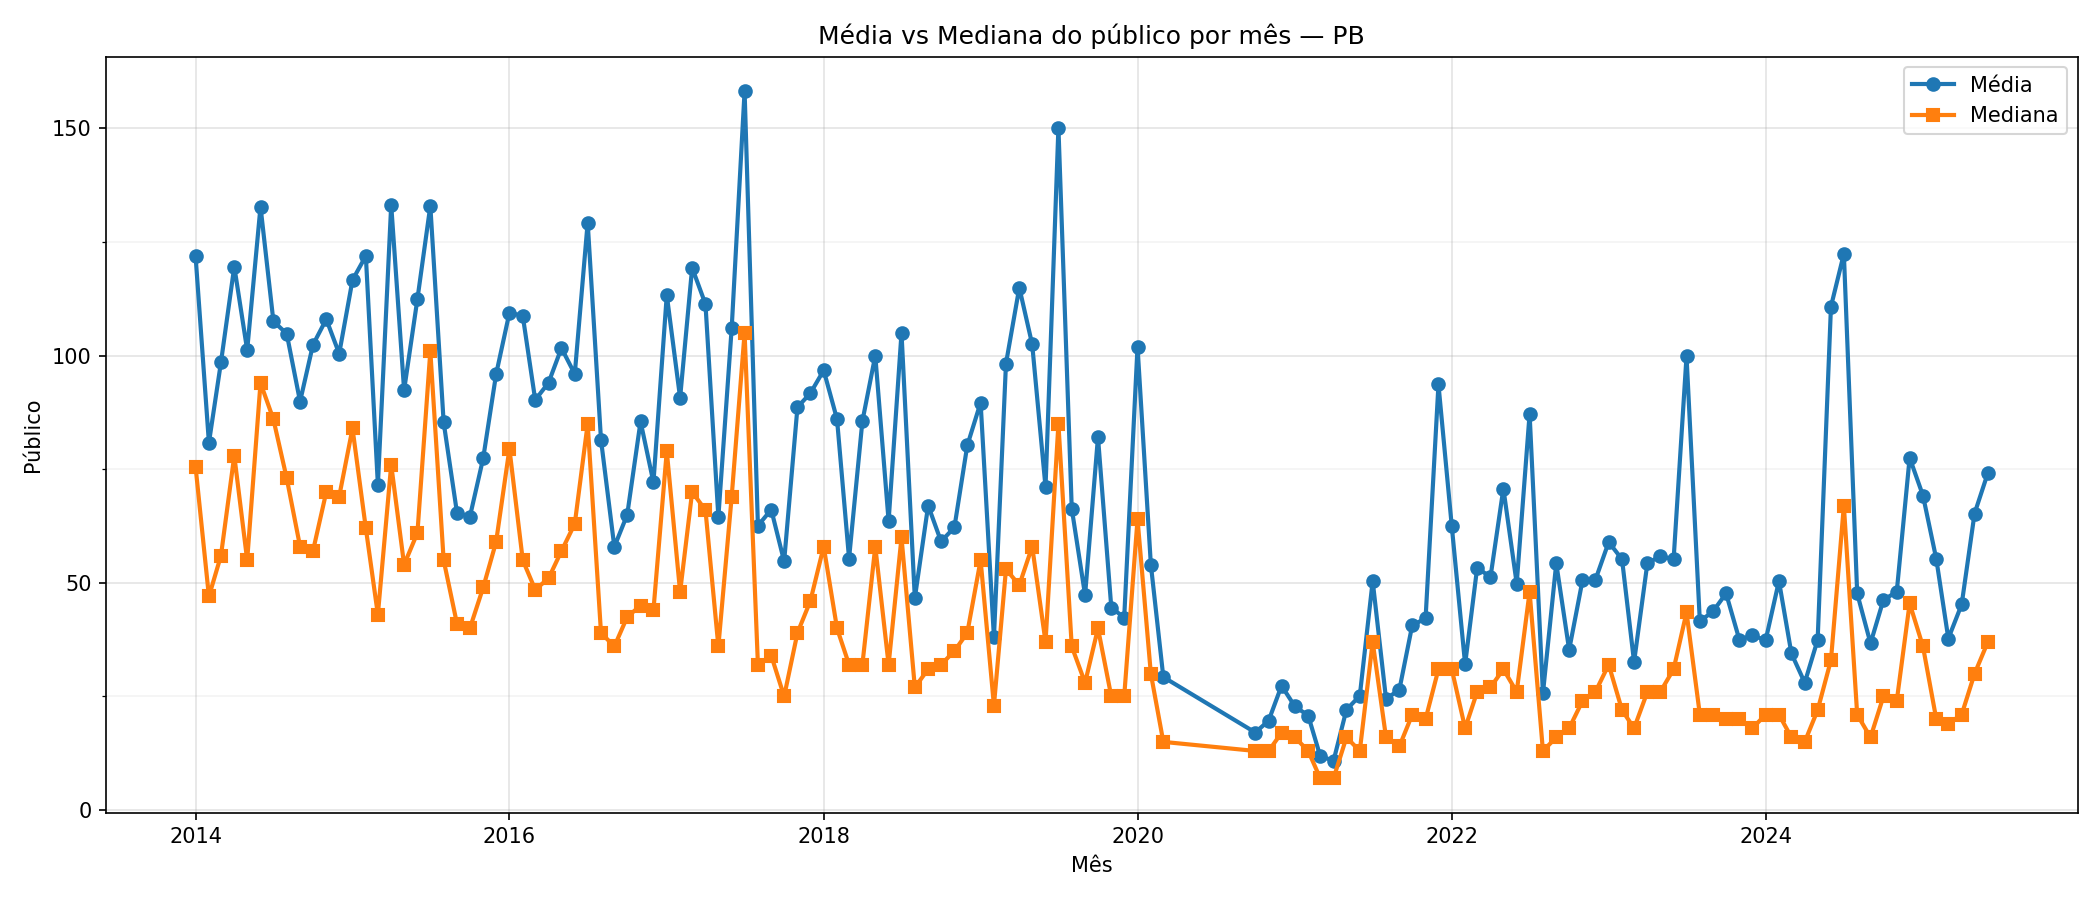 Média vs Mediana do público por mês — PB
Média
Mediana
Público
150
100
50
0
2014
2016
2018
2020
2022
2024
Mês